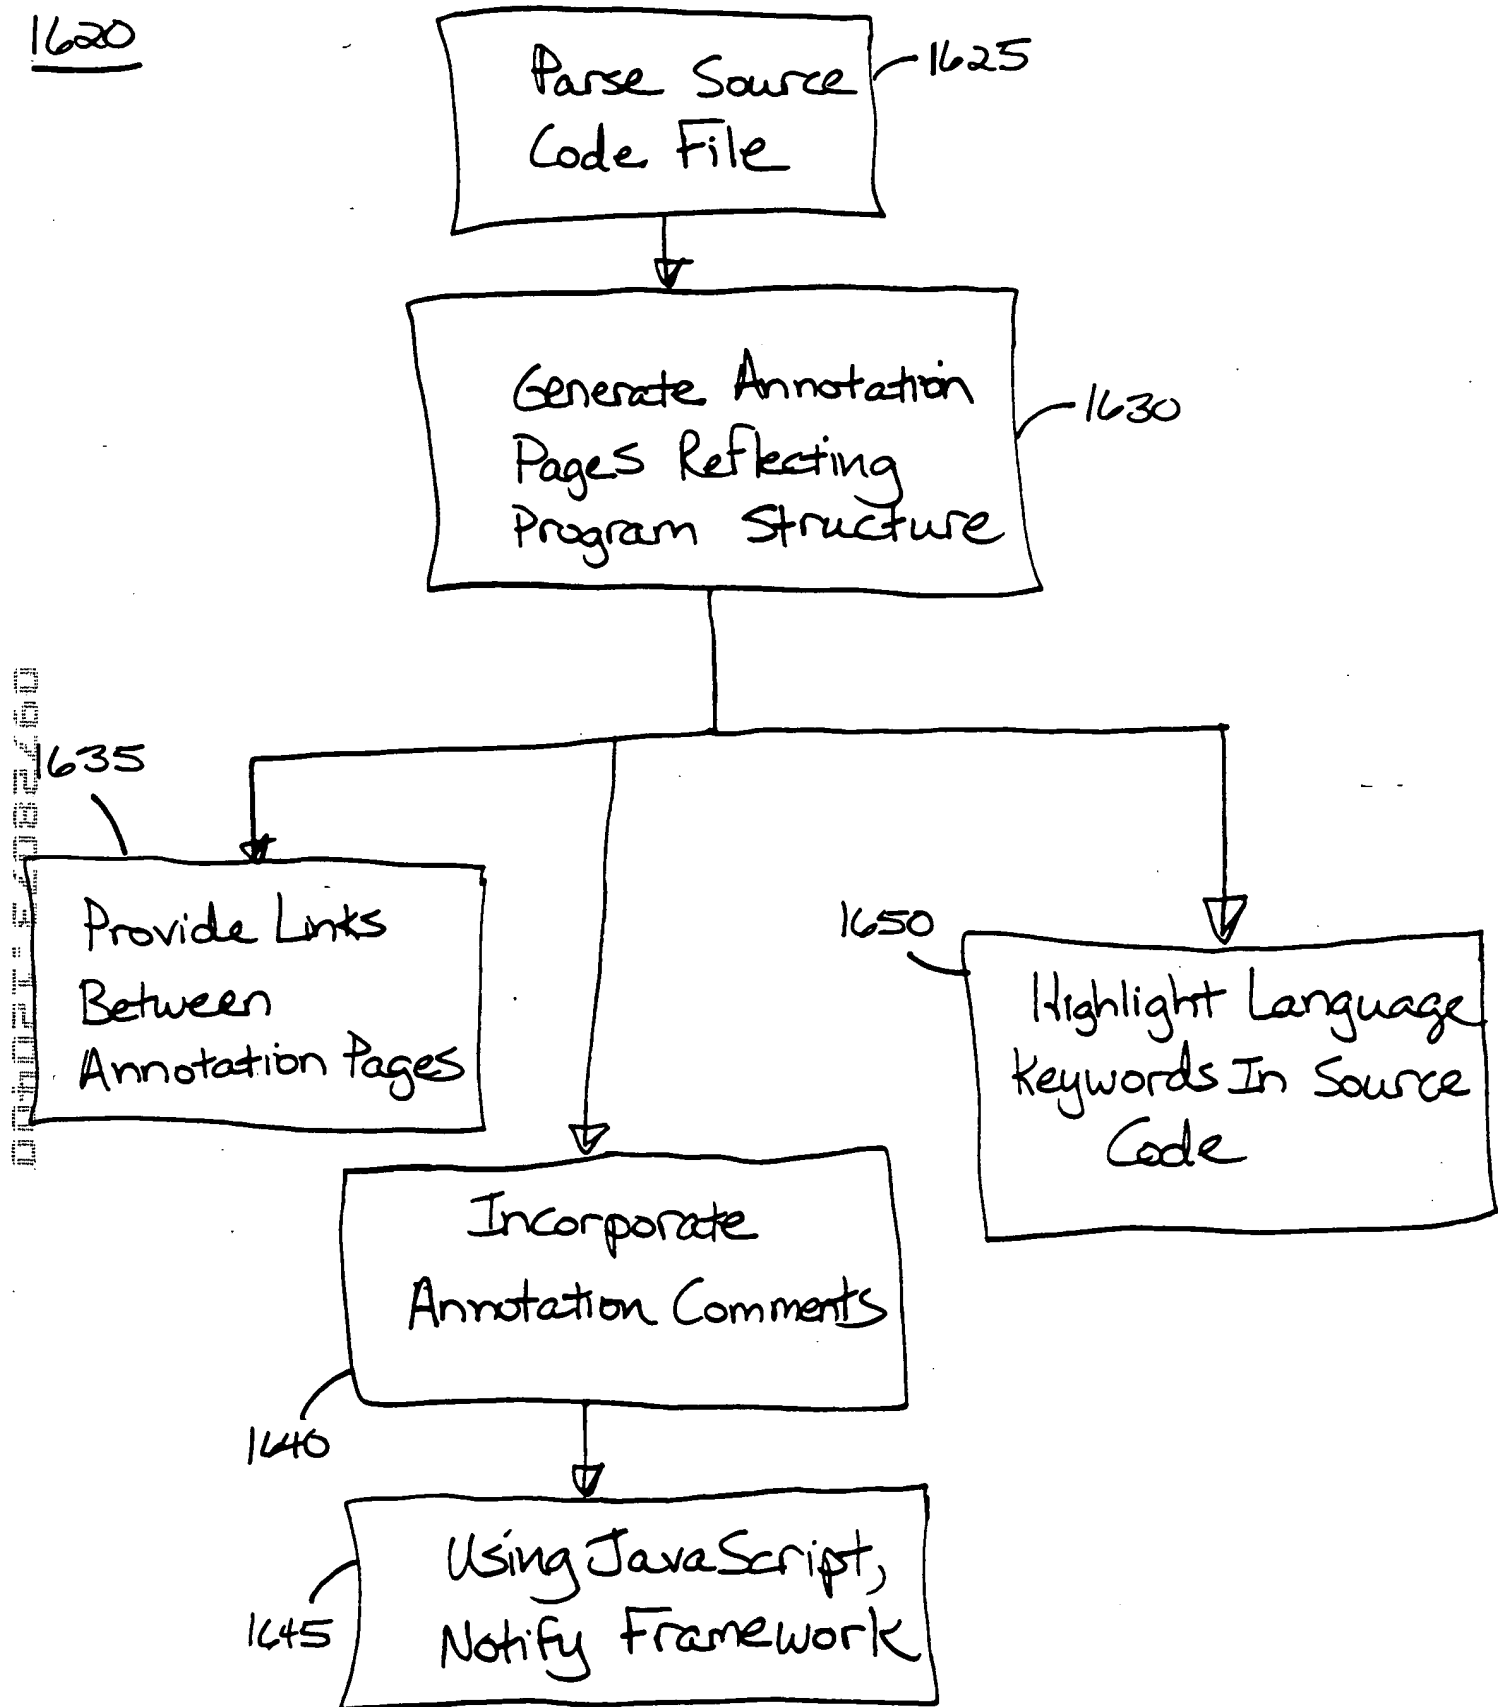 1620
Parse Source
Code File
1625
Generate Annotation
Pages Reflecting
Program Structure
1630
1635
Provide Links
Between
Annotation Pages
1650
Highlight Language
Keywords In Source
Code
Incorporate
Annotation Comments
1640
Using JavaScript,
Notify Framework
1645